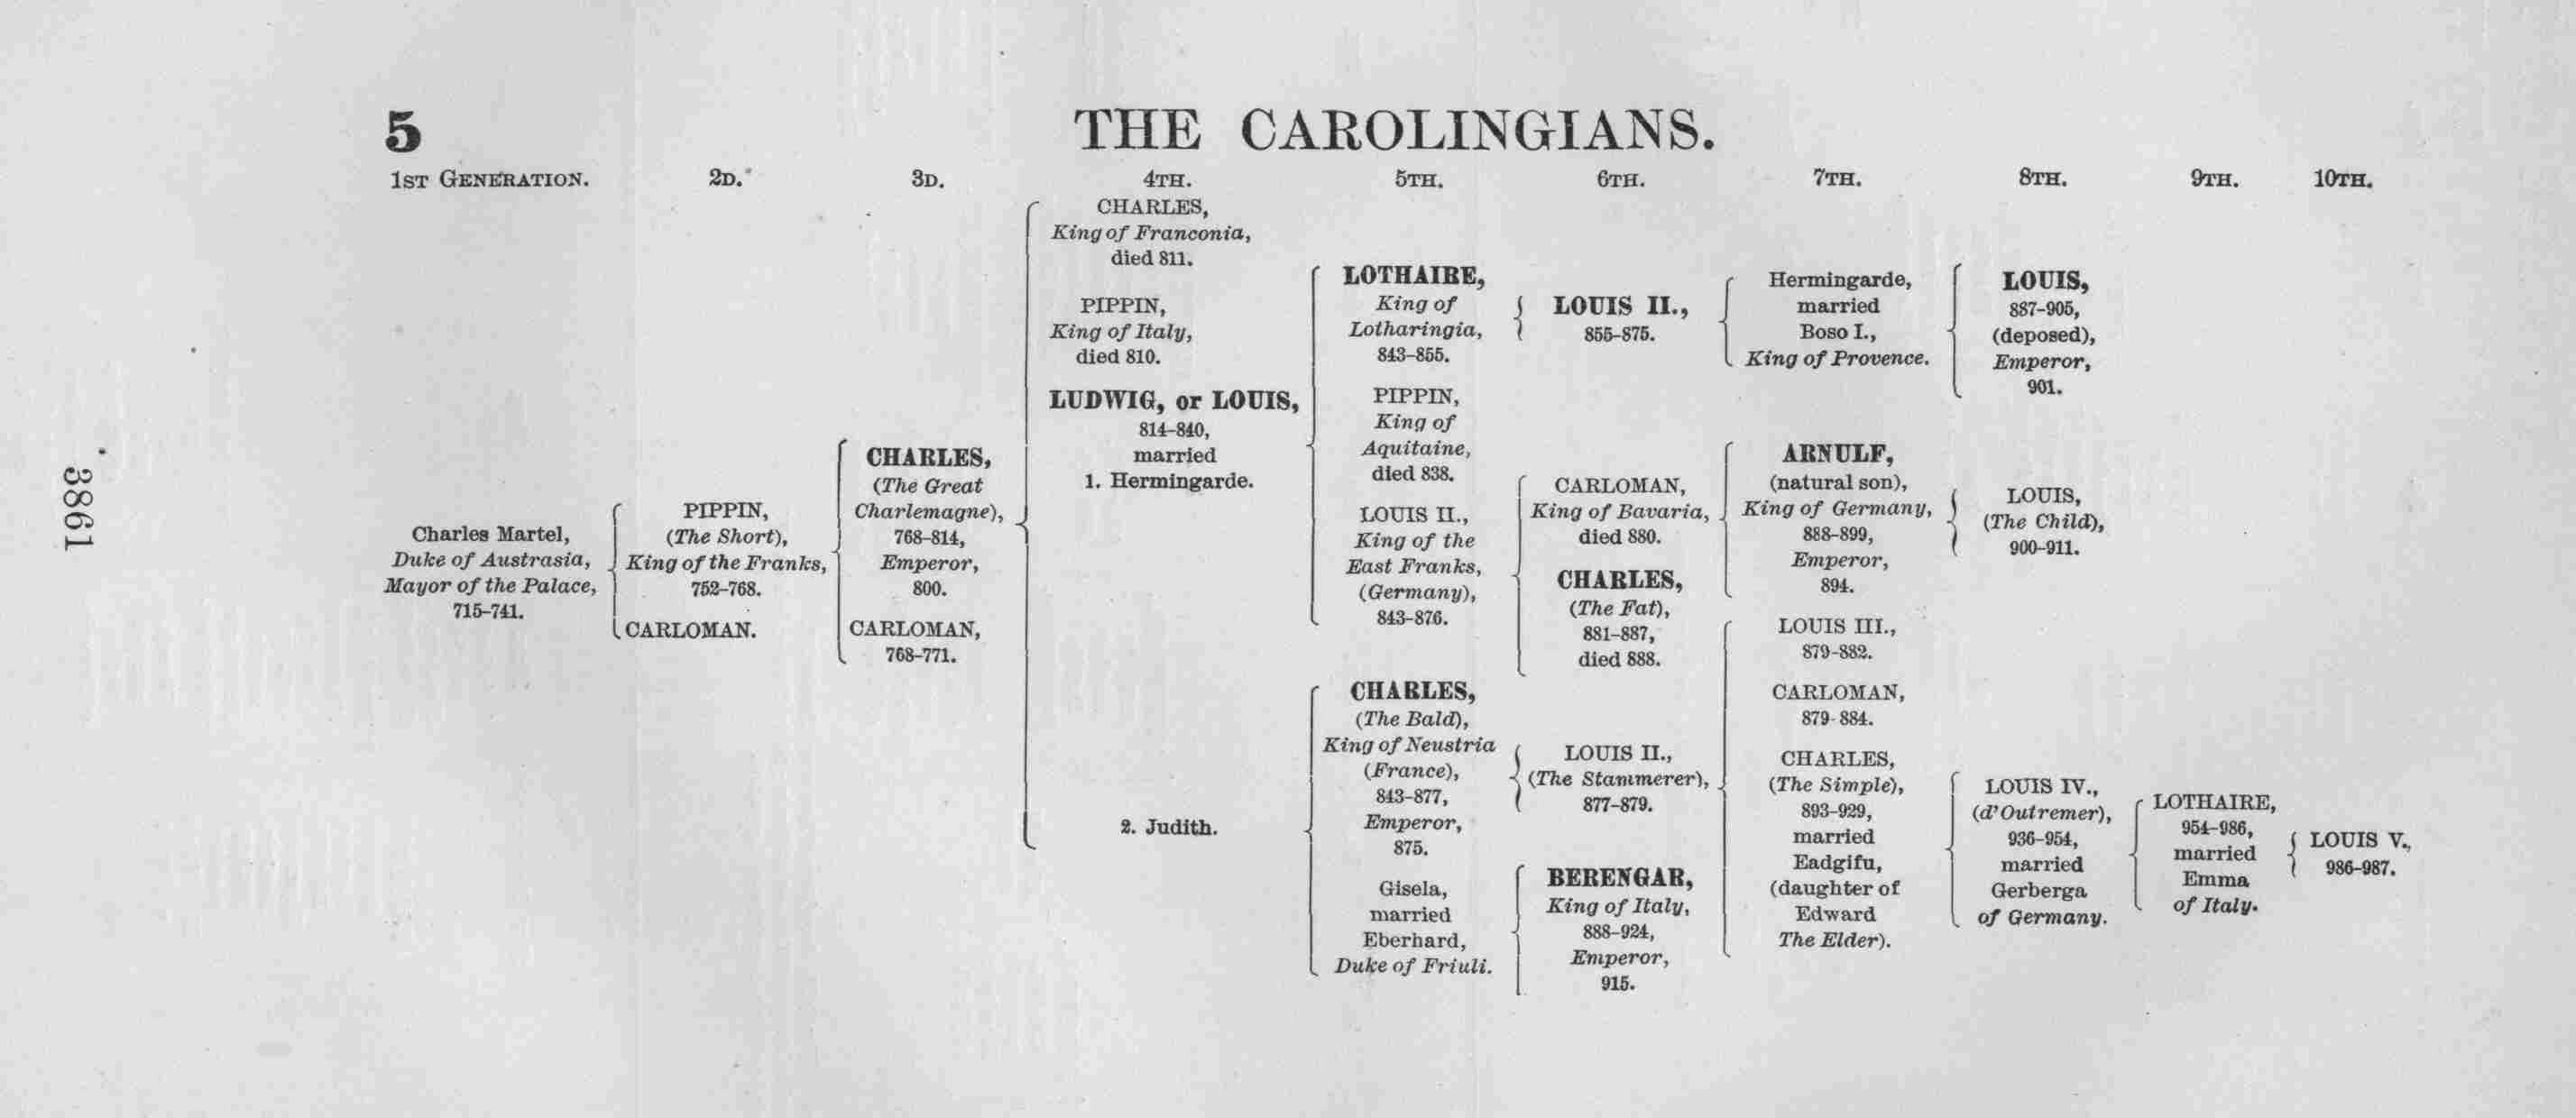 5
THE CAROLINGIANS.
1ST GENERATION.
2D.
3D.
4TH.
5TH.
6TH.
7TH.
8TH.
9TH.
10TH.
Charles Martel,
Duke of Austrasia,
Mayor of the Palace,
715–741.
PIPPIN,
(The Short),
King of the Franks,
752–768.
CARLOMAN.
CHARLES,
(The Great
Charlemagne),
768–814,
Emperor,
800.
CARLOMAN,
768–771.
CHARLES,
King of Franconia,
died 811.
PIPPIN,
King of Italy,
died 810.
LUDWIG, or LOUIS,
814–840,
married
1. Hermingarde.
2. Judith.
LOTHAIRE,
King of
Lotharingia,
843–855.
PIPPIN,
King of
Aquitaine,
died 838.
LOUIS II.,
King of the
East Franks,
(Germany),
843–876.
CHARLES,
(The Bald),
King of Neustria
(France),
843–877,
Emperor,
875.
Gisela,
married
Eberhard,
Duke of Friuli.
LOUIS II.,
855–875.
CARLOMAN,
King of Bavaria,
died 880.
CHARLES,
(The Fat),
881–887,
died 888.
LOUIS II.,
(The Stammerer),
877–879.
BERENGAR,
King of Italy,
888–924,
Emperor,
915.
Hermingarde,
married
Boso I.,
King of Provence.
ARNULF,
(natural son),
King of Germany,
888–899,
Emperor,
894.
LOUIS III.,
879–882.
CARLOMAN,
879–884.
CHARLES,
(The Simple),
893–929,
married
Eadgifu,
(daughter of
Edward
The Elder).
LOUIS,
887–905,
(deposed),
Emperor,
901.
LOUIS,
(The Child),
900–911.
LOUIS IV.,
(d'Outremer),
936–954,
married
Gerberga
of Germany.
LOTHAIRE,
954–986,
married
Emma
of Italy.
LOUIS V.,
986–987.
3861